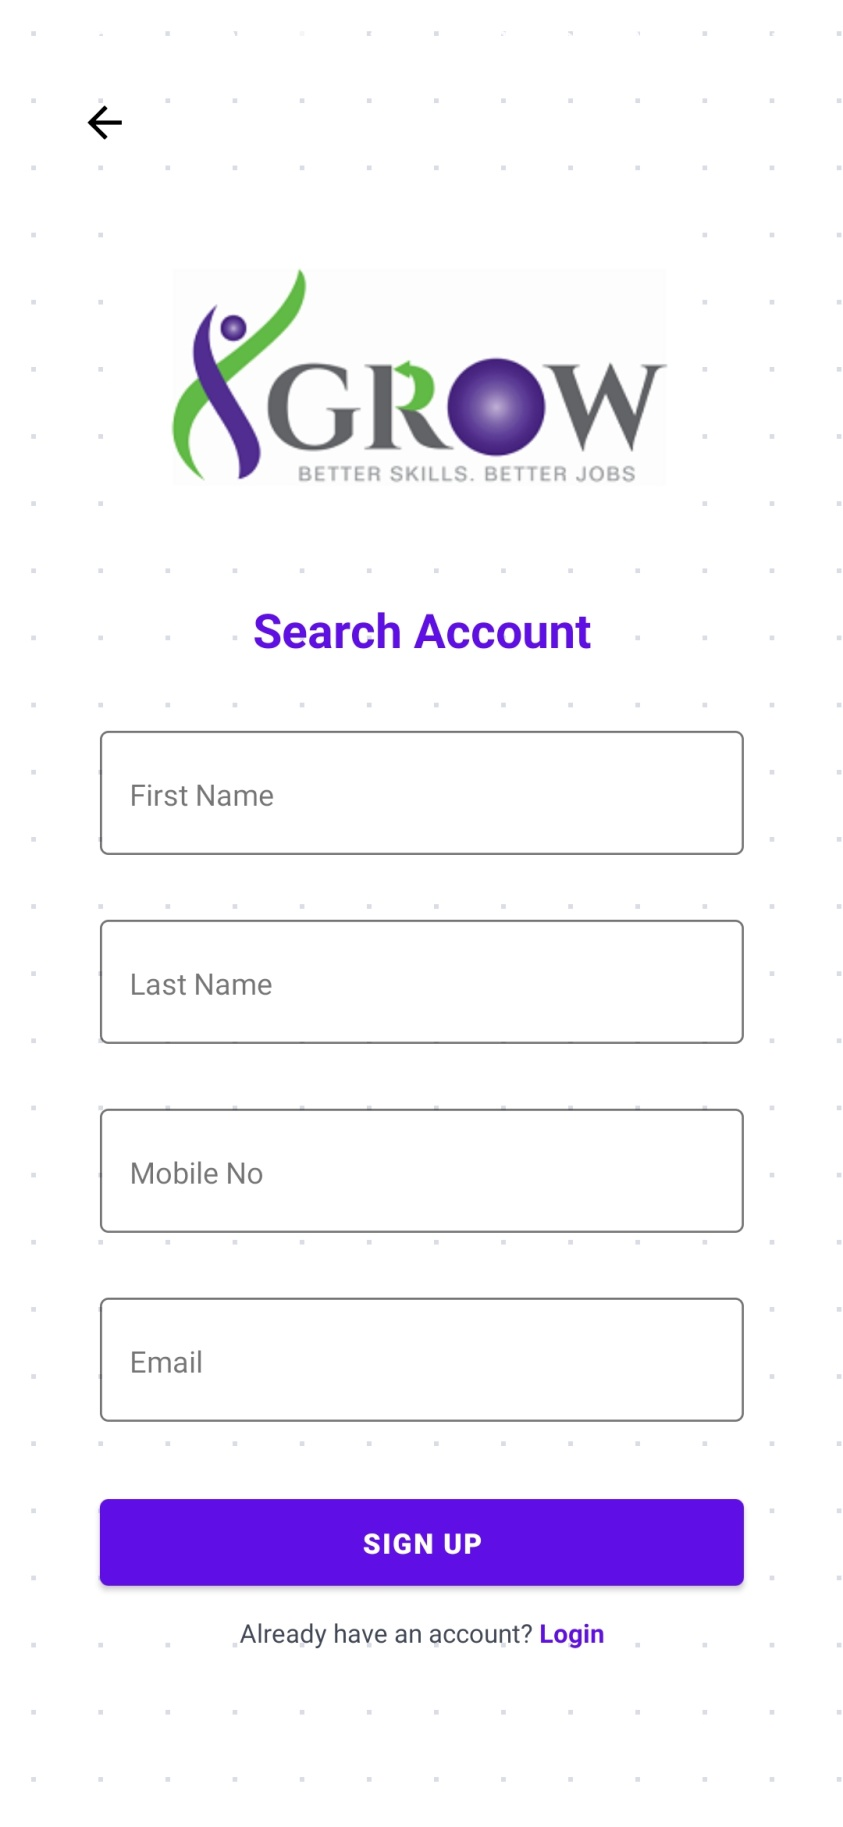 GROW
BETTER SKILLS. BETTER JOBS
Search Account
First Name
Last Name
Mobile No
Email
SIGN UP
Already have an account? Login